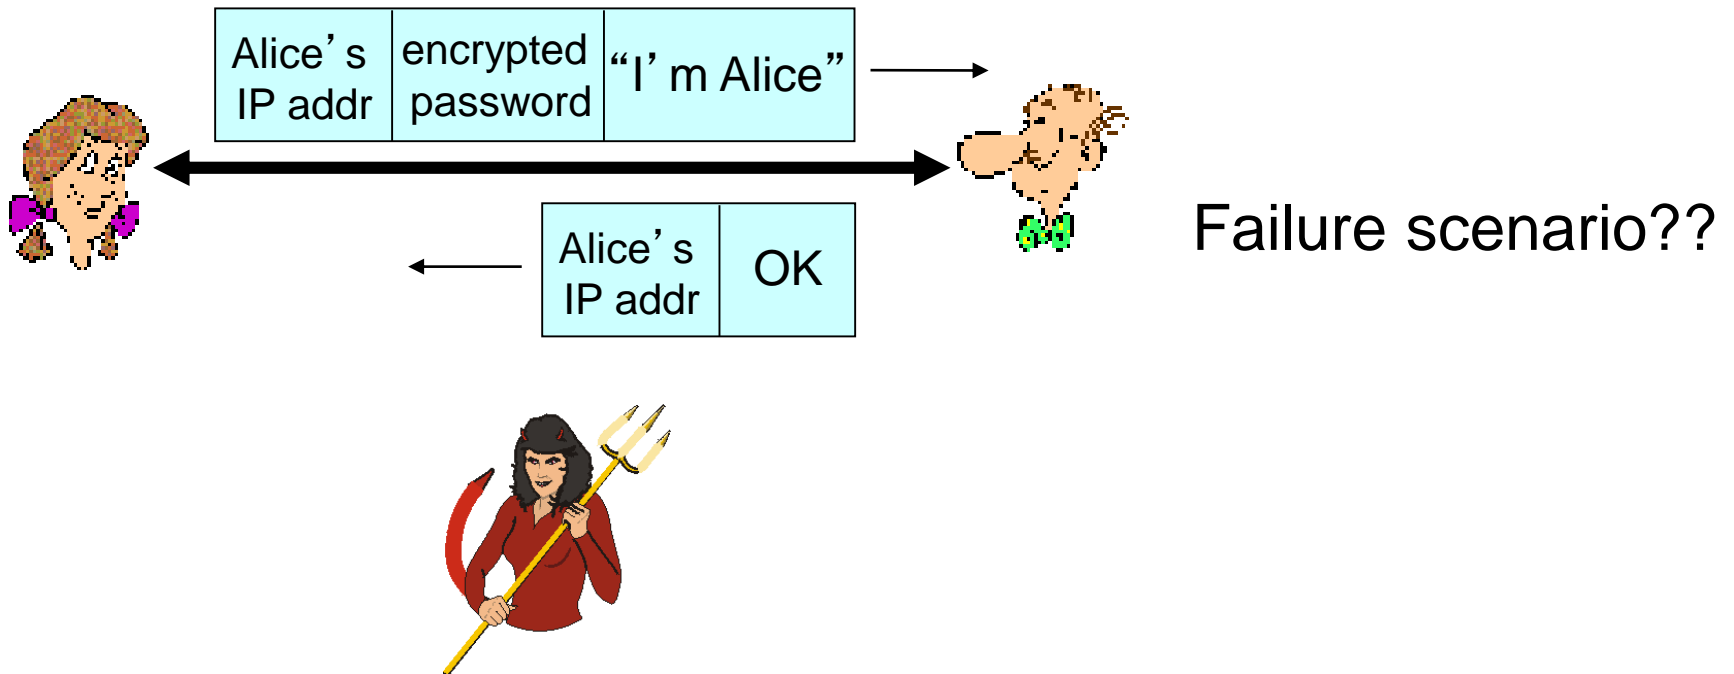 Alice’s
IP addr
encrypted
password
“I’m Alice”
Alice’s
IP addr
OK
Failure scenario??